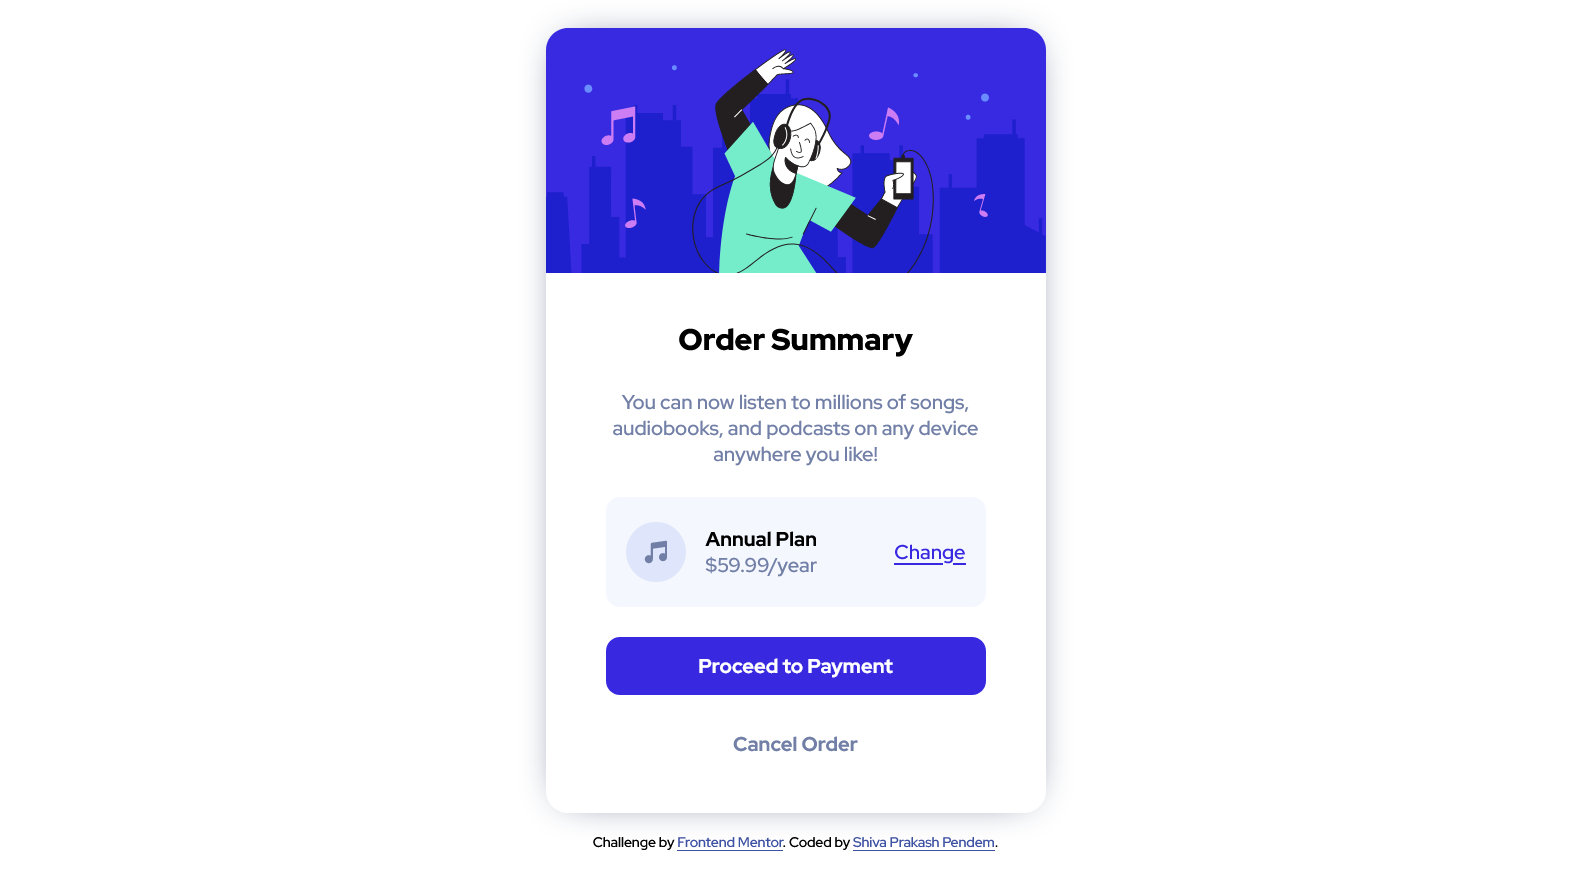 Order Summary
You can now listen to millions of songs,
audiobooks, and podcasts on any device
anywhere you like!
Annual Plan
$59.99/year
Change
Proceed to Payment
Cancel Order
Challenge by Frontend Mentor. Coded by Shiva Prakash Pendem.